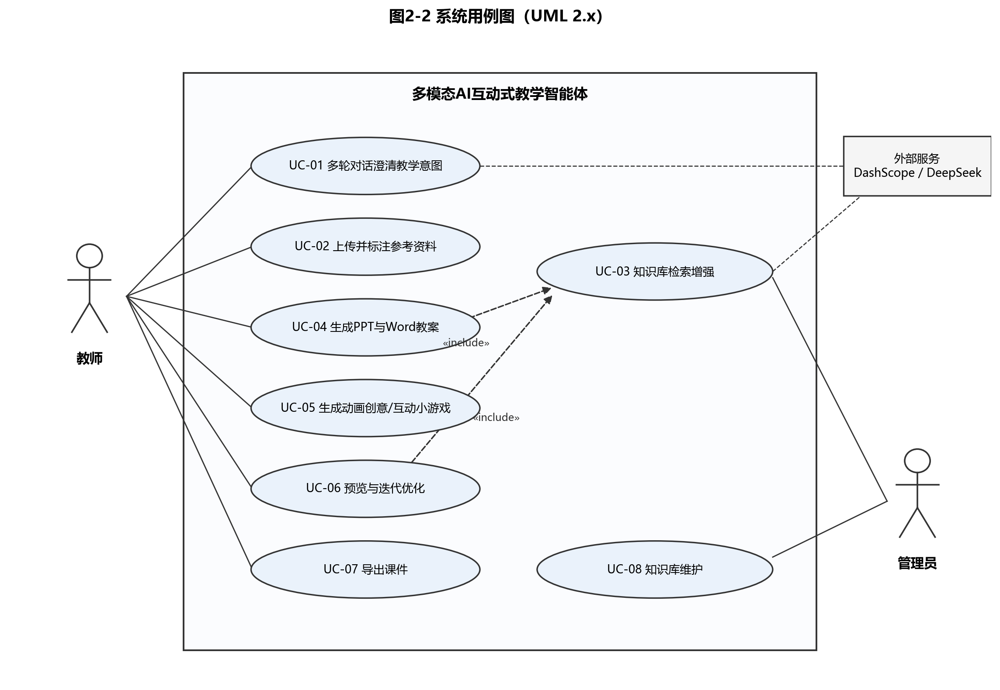 图2-2 系统用例图（UML 2.x）
多模态AI互动式教学智能体
UC-01 多轮对话澄清教学意图
外部服务
DashScope / DeepSeek
UC-02 上传并标注参考资料
UC-03 知识库检索增强
UC-04 生成PPT与Word教案
«include»
教师
UC-05 生成动画创意/互动小游戏
«include»
UC-06 预览与迭代优化
UC-07 导出课件
UC-08 知识库维护
管理员